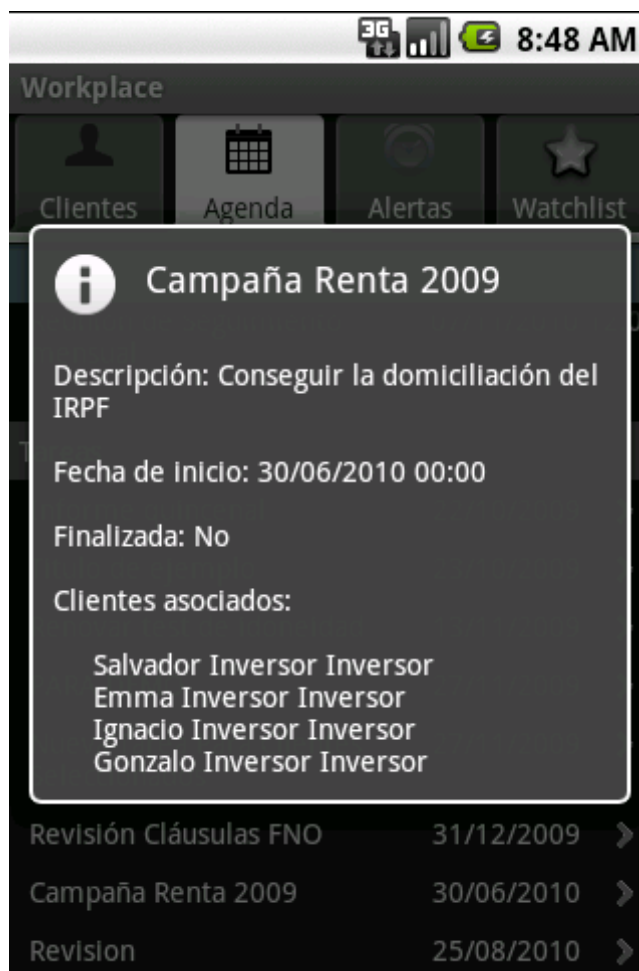 3G
8:48 AM
Workplace
Clientes Agenda Alertas Watchlist
Campaña Renta 2009
Descripción: Conseguir la domiciliación del
IRPF
Fecha de inicio: 30/06/2010 00:00
Finalizada: No
Clientes asociados:
Salvador Inversor Inversor
Emma Inversor Inversor
Ignacio Inversor Inversor
Gonzalo Inversor Inversor
Revisión Cláusulas FNO 31/12/2009
Campaña Renta 2009 30/06/2010
Revision 25/08/2010